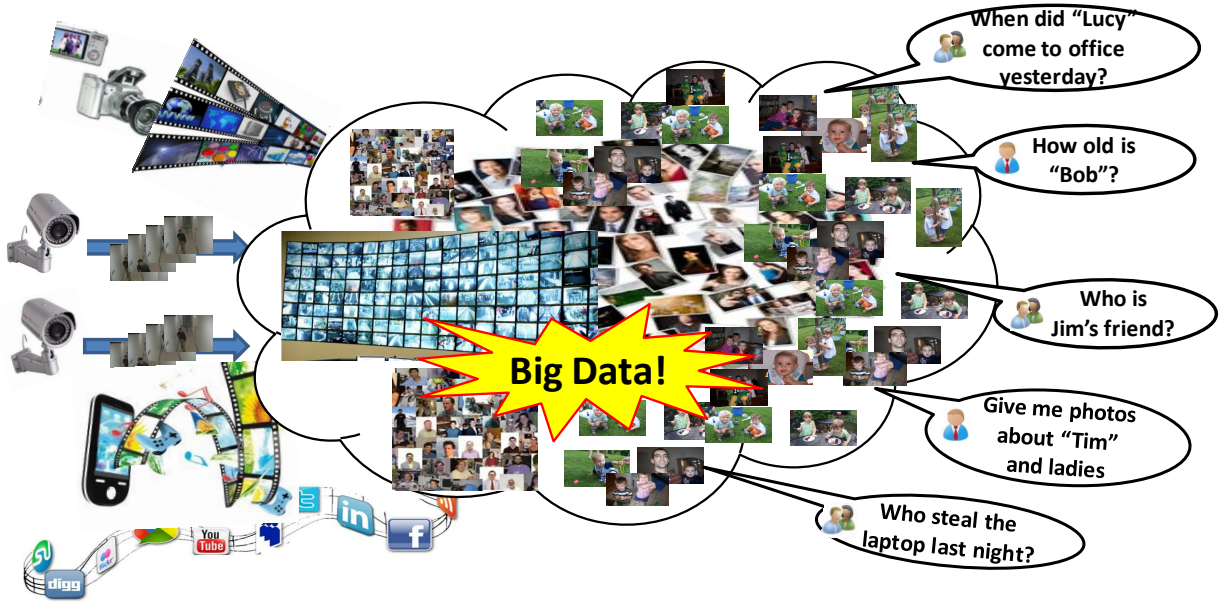 When did “Lucy”
come to office
yesterday?
How old is
“Bob”?
Who is
Jim’s friend?
Big Data!
Give me photos
about “Tim”
and ladies
Who steal the
laptop last night?
You
Tube
in
f
flickr
digg